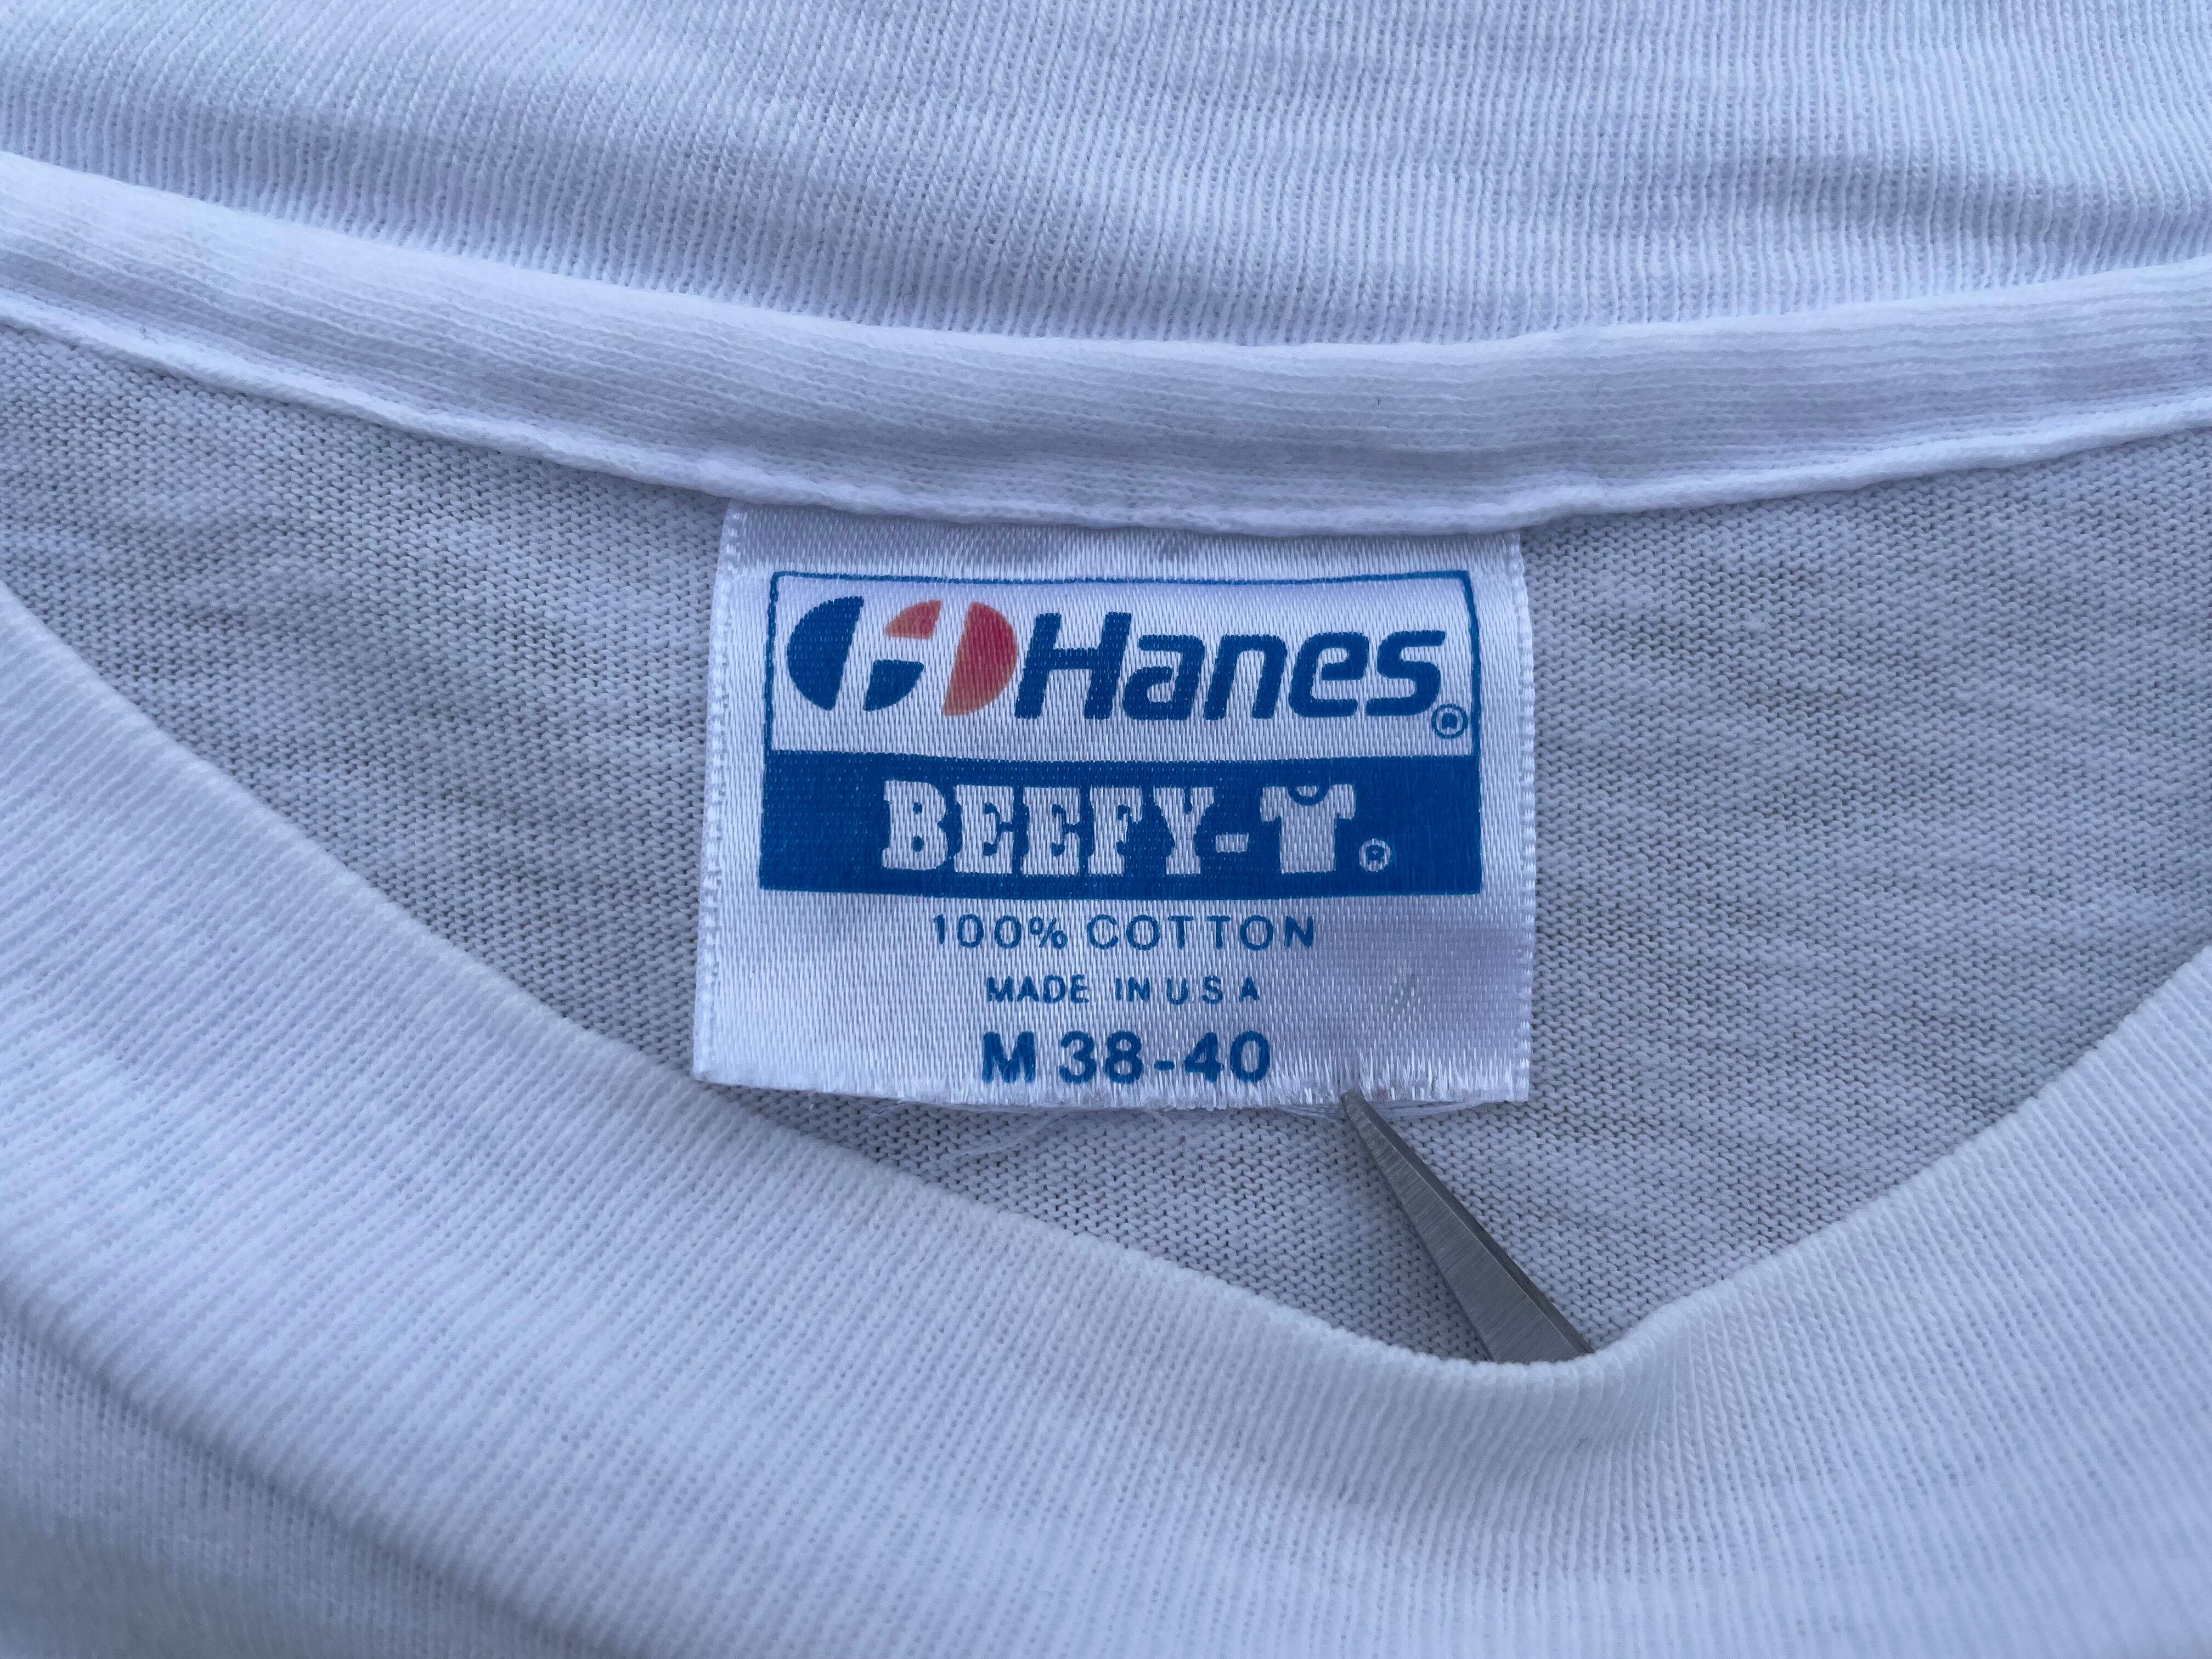 Hanes®
BEEFY-T®
100% COTTON
MADE IN U S A
M 38-40